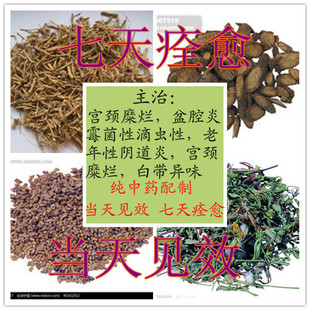 七天痊愈
主治：
宫颈糜烂，盆腔炎
霉菌性滴虫性，老
年性阴道炎，宫颈
糜烂，白带异味
纯中药配制
当天见效 七天痊愈
当天见效